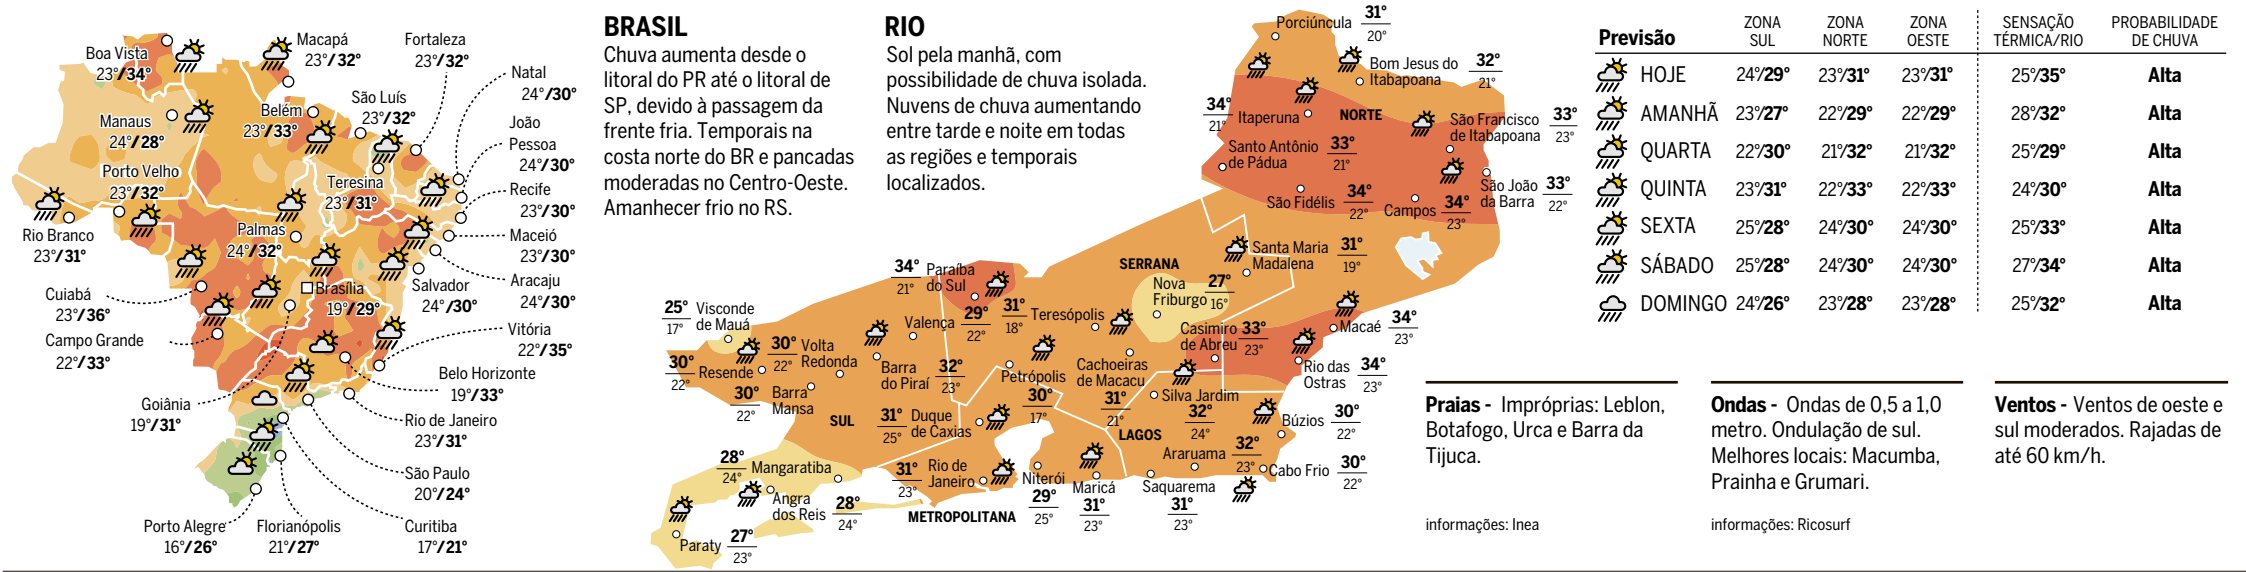 Boa Vista
23°/34°
Macapá
23°/32°
Fortaleza
23°/32°
Natal
24°/30°
Manaus
24°/28°
Belém
23°/33°
São Luís
23°/32°
João
Pessoa
24°/30°
Porto Velho
23°/32°
Teresina
23°/31°
Recife
23°/30°
Rio Branco
23°/31°
Palmas
24°/32°
Maceió
23°/30°
Cuiabá
23°/36°
Brasília
19°/29°
Salvador
24°/30°
Aracaju
24°/30°
Campo Grande
22°/33°
Vitória
22°/35°
Goiânia
19°/31°
Belo Horizonte
19°/33°
Rio de Janeiro
23°/31°
São Paulo
20°/24°
Porto Alegre
16°/26°
Florianópolis
21°/27°
Curitiba
17°/21°
BRASIL
Chuva aumenta desde o
litoral do PR até o litoral de
SP, devido à passagem da
frente fria. Temporais na
costa norte do BR e pancadas
moderadas no Centro-Oeste.
Amanhecer frio no RS.
RIO
Sol pela manhã, com
possibilidade de chuva isolada.
Nuvens de chuva aumentando
entre tarde e noite em todas
as regiões e temporais
localizados.
Porciúncula 31°
20°
Bom Jesus do
Itabapoana 32°
21°
34°
21° Itaperuna
NORTE
São Francisco
de Itabapoana 33°
23°
Santo Antônio
de Pádua 33°
21°
São Fidélis 34°
22°
Campos 34°
23°
São João
da Barra 33°
22°
Santa Maria
Madalena 31°
19°
SERRANA
Nova
Friburgo 27°
16°
34°
21° Paraíba
do Sul
25°
17° Visconde
de Mauá
Valença 29°
22°
31°
18° Teresópolis
Casimiro
de Abreu 33°
23°
Macaé 34°
23°
30°
22° Resende
30°
22° Volta
Redonda
Barra
do Piraí 32°
23°
Petrópolis
30°
17°
Cachoeiras
de Macacu
31°
21°
Rio das
Ostras 34°
23°
30°
22° Barra
Mansa
Silva Jardim
32°
24°
SUL
31°
25° Duque
de Caxias
LAGOS
Búzios 30°
22°
28°
24° Mangaratiba
31°
23° Rio de
Janeiro
Niterói
29°
25°
Maricá
31°
23°
Araruama 32°
23°
Saquarema
31°
23°
Cabo Frio 30°
22°
Angra
dos Reis 28°
24°
METROPOLITANA
Paraty 27°
23°
Previsão ZONA SUL ZONA NORTE ZONA OESTE SENSAÇÃO TÉRMICA/RIO PROBABILIDADE DE CHUVA
HOJE 24°/29° 23°/31° 23°/31° 25°/35° Alta
AMANHÃ 23°/27° 22°/29° 22°/29° 28°/32° Alta
QUARTA 22°/30° 21°/32° 21°/32° 25°/29° Alta
QUINTA 23°/31° 22°/33° 22°/33° 24°/30° Alta
SEXTA 25°/28° 24°/30° 24°/30° 25°/33° Alta
SÁBADO 25°/28° 24°/30° 24°/30° 27°/34° Alta
DOMINGO 24°/26° 23°/28° 23°/28° 25°/32° Alta
Praias - Impróprias: Leblon,
Botafogo, Urca e Barra da
Tijuca.
informações: Inea
Ondas - Ondas de 0,5 a 1,0
metro. Ondulação de sul.
Melhores locais: Macumba,
Prainha e Grumari.
informações: Ricosurf
Ventos - Ventos de oeste e
sul moderados. Rajadas de
até 60 km/h.